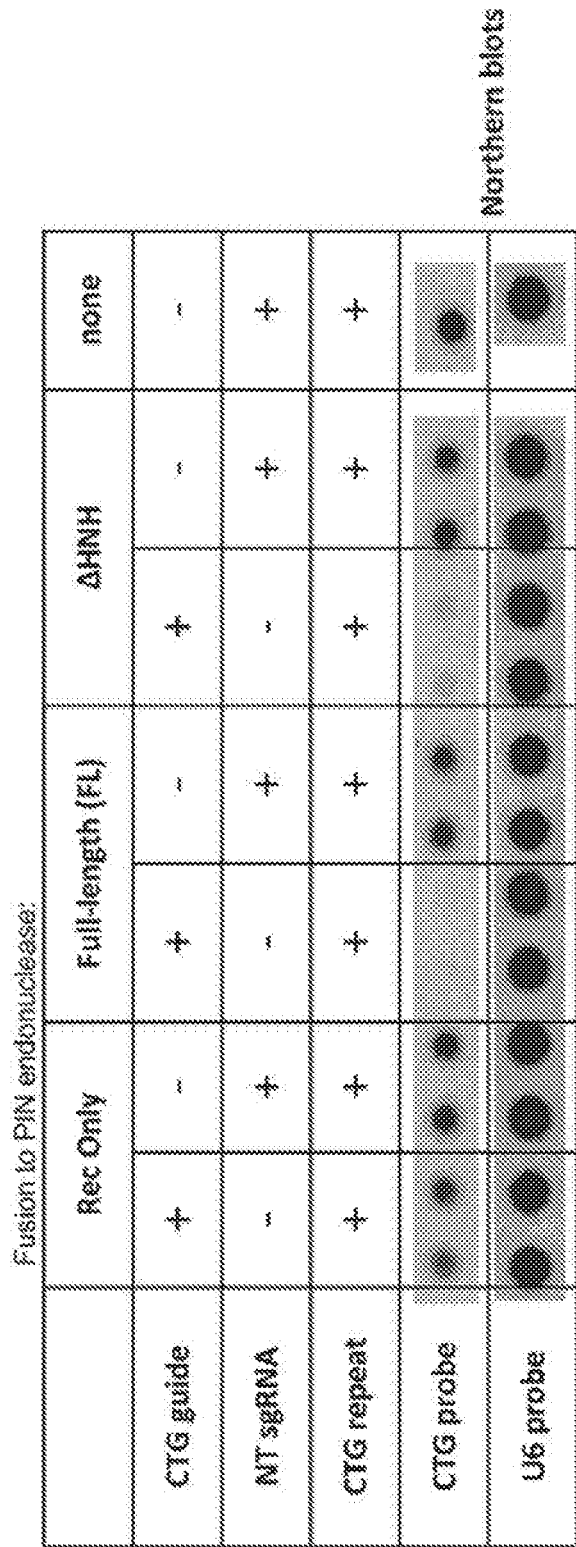 Fusion to PIN endonuclease:
Rec Only Full-length (FL) ΔHNH none
CTG guide + - + - + - -
NT sgRNA - + - + - + +
CTG repeat + + + + + + +
CTG probe
U6 probe
Northern blots